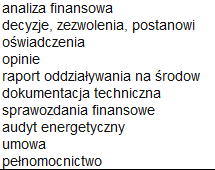 analiza finansowa
decyzje, zezwolenia, postanowi
oświadczenia
opinie
raport oddziaływania na środow
dokumentacja techniczna
sprawozdania finansowe
audyt energetyczny
umowa
pełnomocnictwo